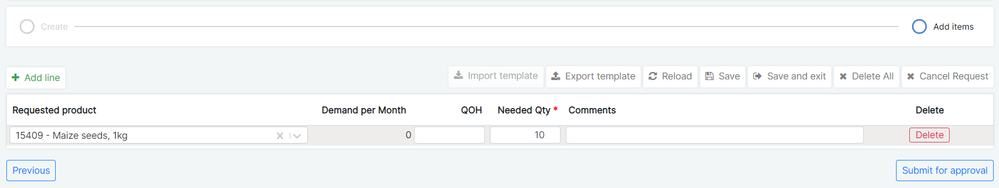 Create Add items
Add line Import template Export template Reload Save Save and exit Delete All Cancel Request
Requested product Demand per Month QOH Needed Qty * Comments Delete
15409 - Maize seeds, 1kg 0 10 Delete
Previous Submit for approval